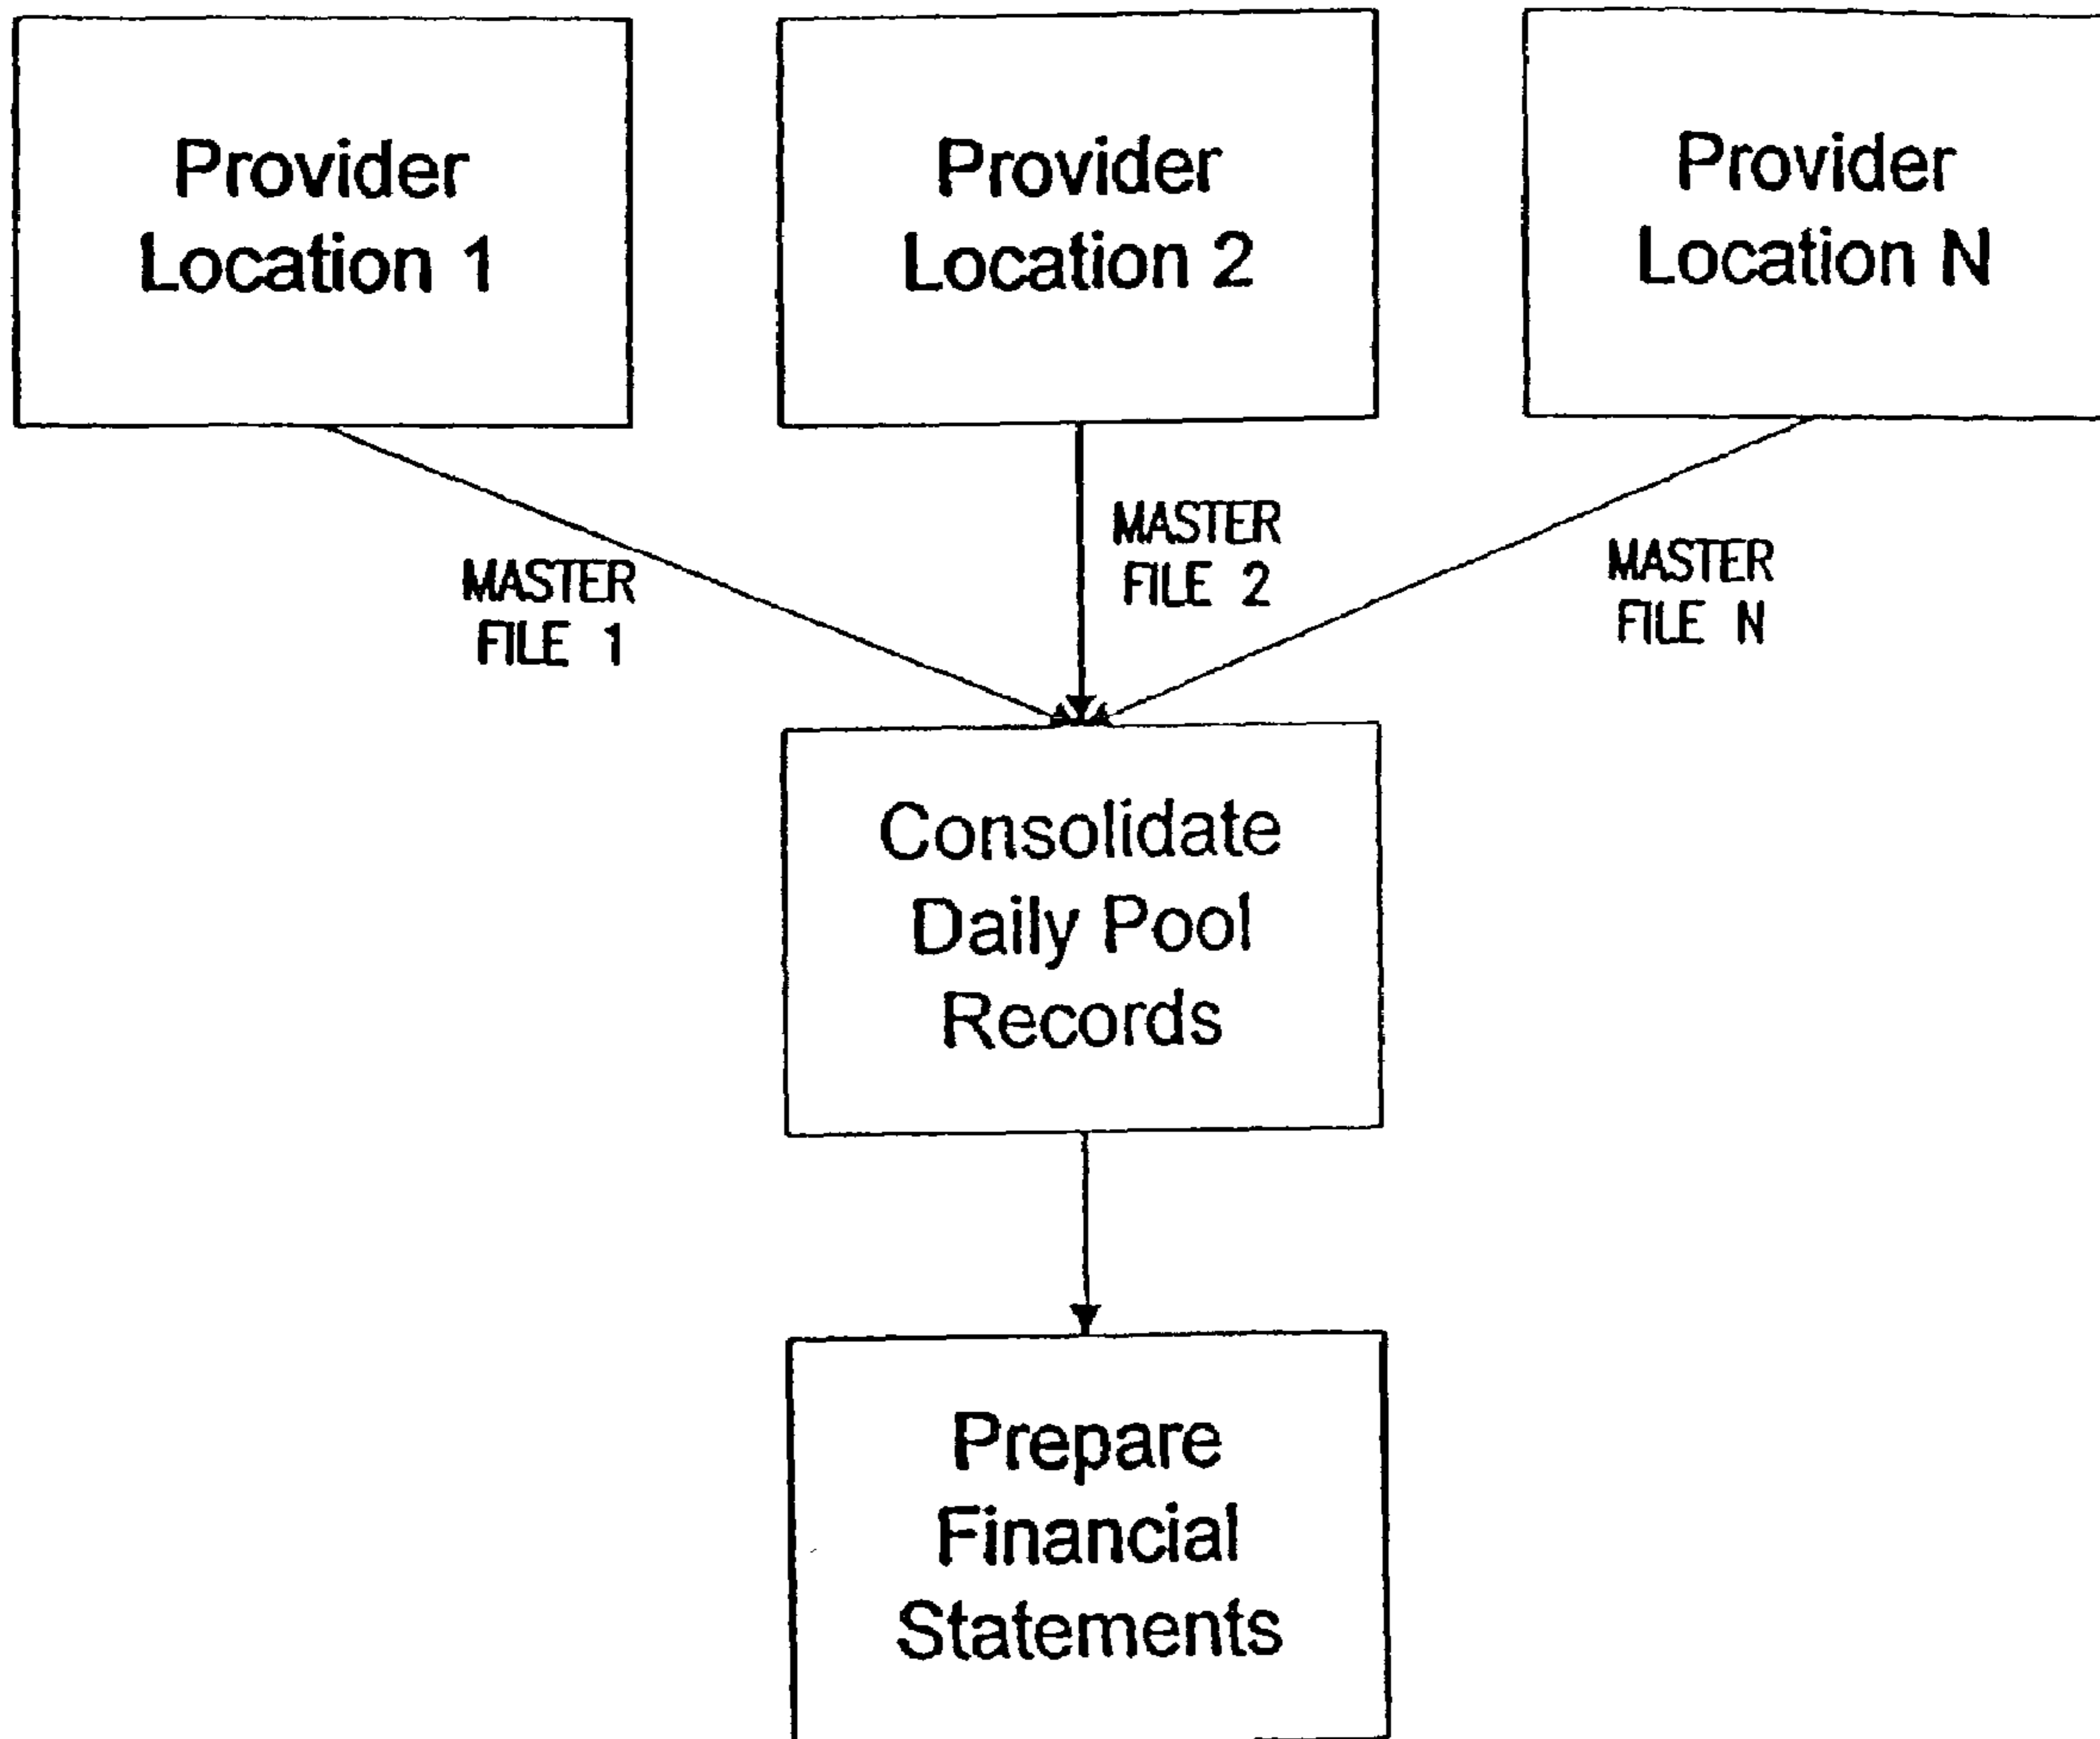 Provider
Location 1
Provider
Location 2
Provider
Location N
MASTER
FILE 1
MASTER
FILE 2
MASTER
FILE N
Consolidate
Daily Pool
Records
Prepare
Financial
Statements